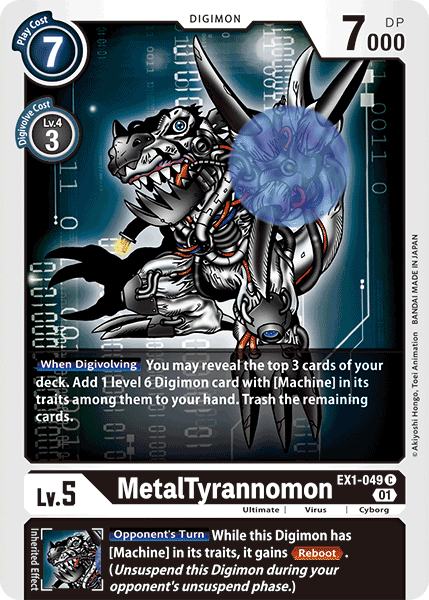 Play Cost
7
DIGIMON
DP
7000
Digivolve Cost
Lv.4
3
When Digivolving You may reveal the top 3 cards of your
deck. Add 1 level 6 Digimon card with [Machine] in its
traits among them to your hand. Trash the remaining
cards.
©Akiyoshi Hongo, Toei Animation BANDAI MADE IN JAPAN
Lv.5
MetalTyrannomon
EX1-049 C
01
Ultimate | Virus | Cyborg
Inherited Effect
Opponent's Turn While this Digimon has
[Machine] in its traits, it gains Reboot.
(Unsuspend this Digimon during your
opponent's unsuspend phase.)